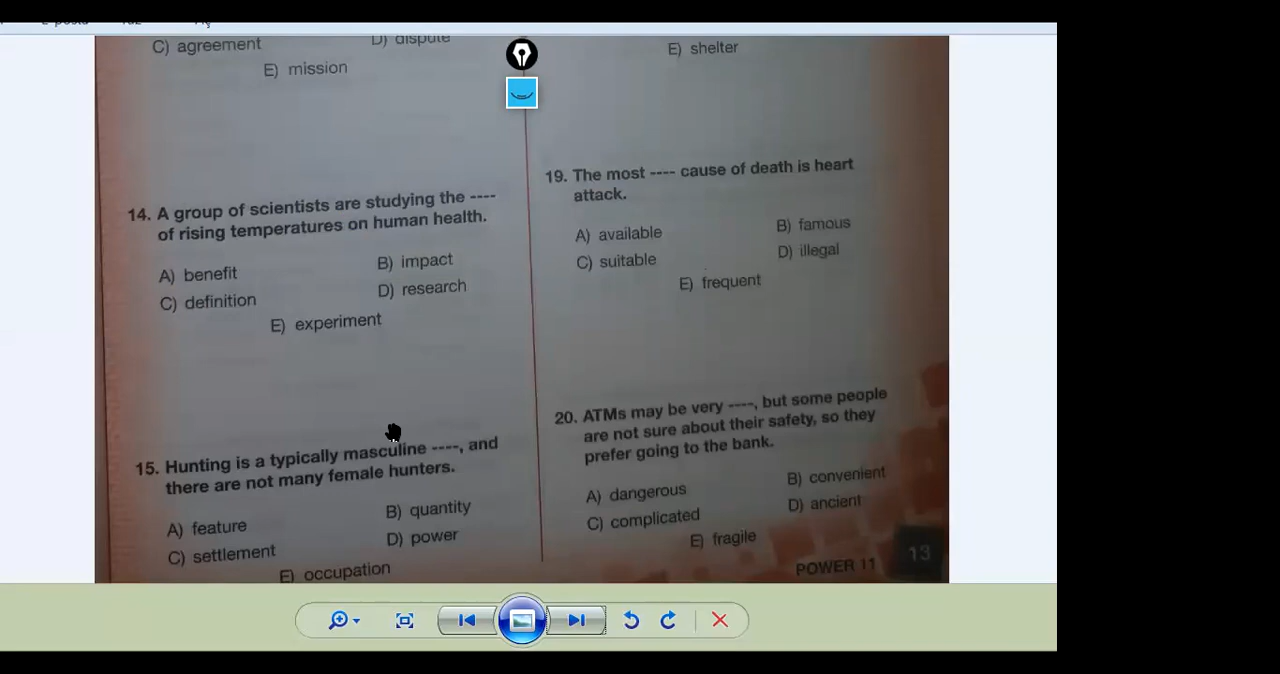 C) agreement
D) dispute
E) mission
14. A group of scientists are studying the ----
of rising temperatures on human health.
A) benefit
B) impact
C) definition
D) research
E) experiment
15. Hunting is a typically masculine ----, and
there are not many female hunters.
A) feature
B) quantity
C) settlement
D) power
E) occupation
E) shelter
19. The most ---- cause of death is heart
attack.
A) available
B) famous
C) suitable
D) illegal
E) frequent
20. ATMs may be very ----, but some people
are not sure about their safety, so they
prefer going to the bank.
A) dangerous
B) convenient
C) complicated
D) ancient
E) fragile
POWER 11
13